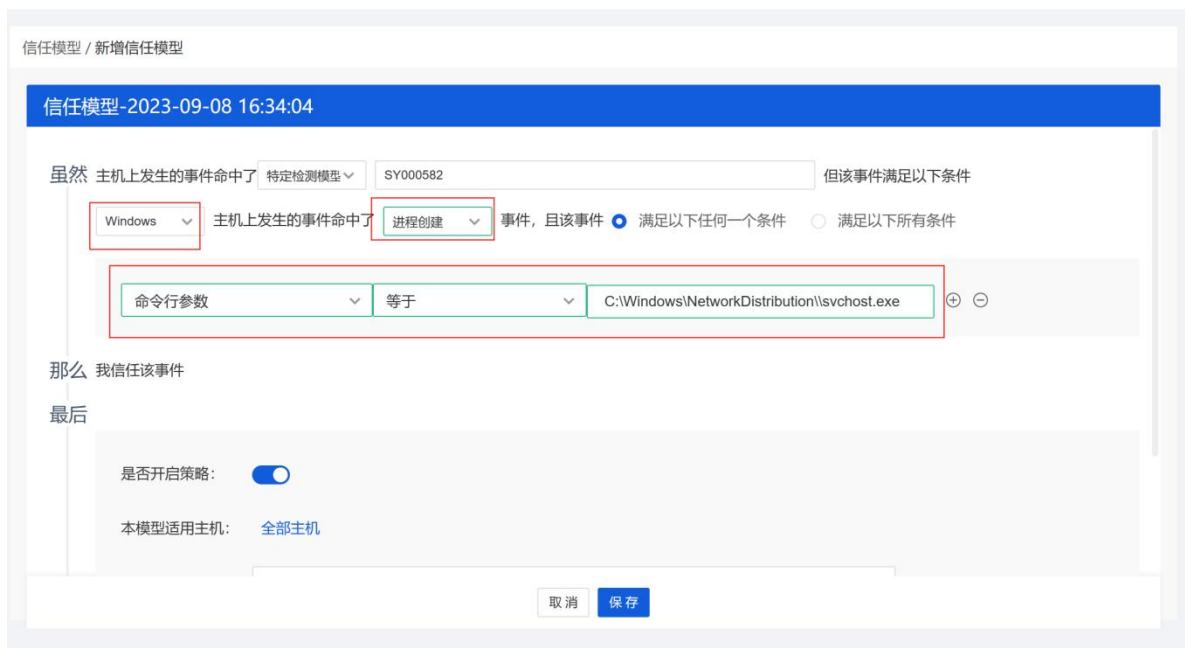 信任模型 / 新增信任模型
信任模型-2023-09-08 16:34:04
虽然 主机上发生的事件命中了 特定检测模型 SY000582 但该事件满足以下条件
Windows 主机上发生的事件命中了 进程创建 事件，且该事件 满足以下任何一个条件 满足以下所有条件
命令行参数 等于 C:\Windows\NetworkDistribution\\svchost.exe
那么 我信任该事件
最后
是否开启策略：
本模型适用主机： 全部主机
取消 保存